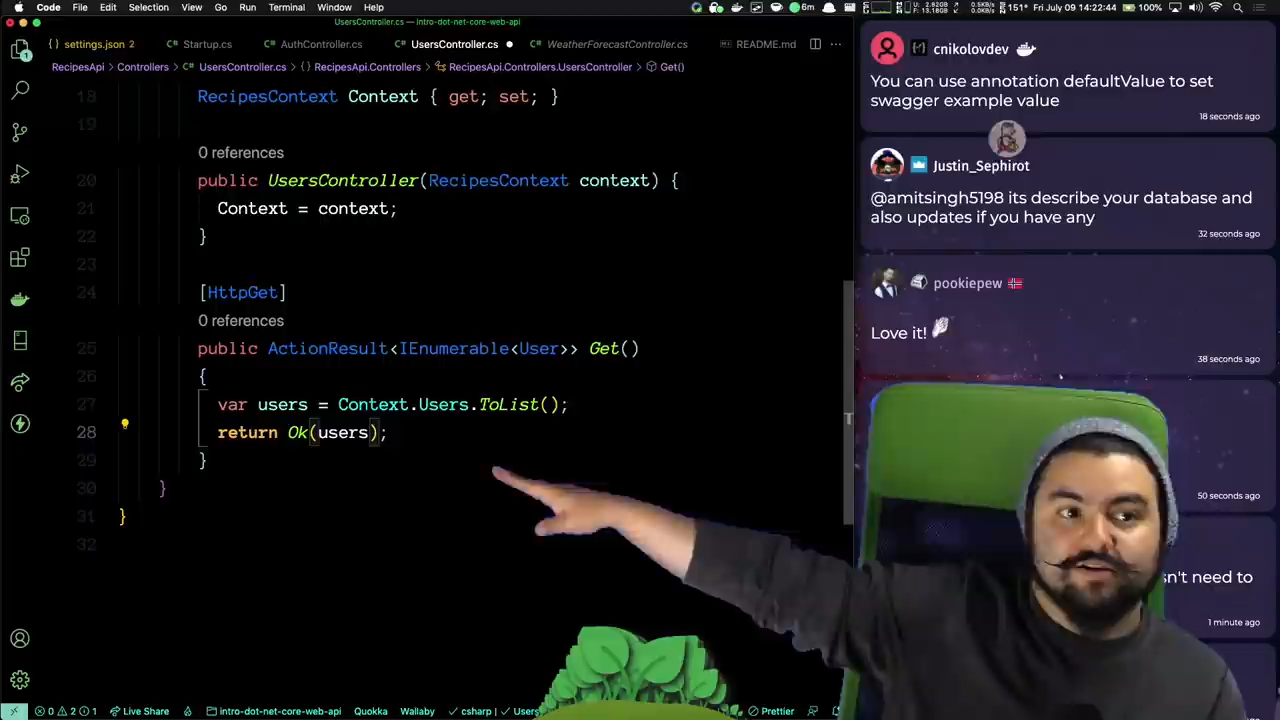 Code File Edit Selection View Go Run Terminal Window Help
6m
151°
100%
Fri July 09 14:22:44
UsersController.cs — intro-dot-net-core-web-api
settings.json 2
Startup.cs
AuthController.cs
UsersController.cs
WeatherForecastController.cs
README.md
RecipesApi > Controllers > UsersController.cs > { } RecipesApi.Controllers > RecipesApi.Controllers.UsersController > Get()
18 RecipesContext Context { get; set; }
19
0 references
20 public UsersController(RecipesContext context) {
21 Context = context;
22 }
23
24 [HttpGet]
0 references
25 public ActionResult<IEnumerable<User>> Get()
26 {
27 var users = Context.Users.ToList();
28 return Ok(users);
29 }
30 }
31 }
32
0 2 1 Live Share intro-dot-net-core-web-api Quokka Wallaby csharp | Users Prettier
cnikolovdev
You can use annotation defaultValue to set
swagger example value
18 seconds ago
Justin_Sephirot
@amitsingh5198 its describe your database and
also updates if you have any
32 seconds ago
pookiepew
Love it!
38 seconds ago
50 seconds ago
sn't need to
1 minute ago